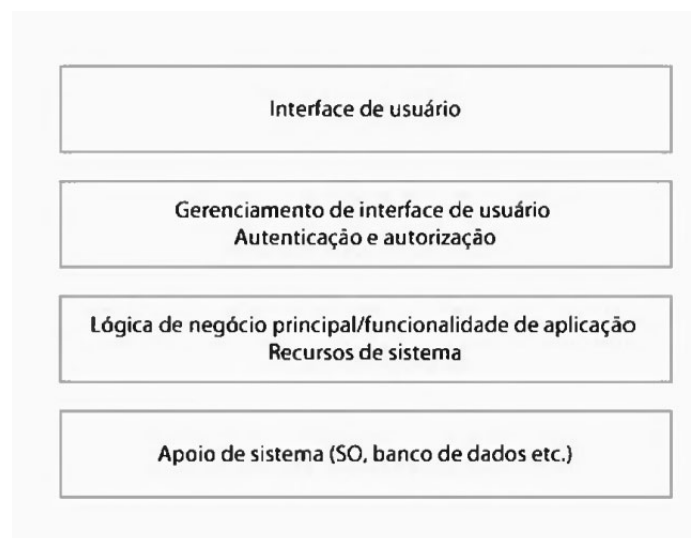 Interface de usuário
Gerenciamento de interface de usuário
Autenticação e autorização
Lógica de negócio principal/funcionalidade de aplicação
Recursos de sistema
Apoio de sistema (SO, banco de dados etc.)